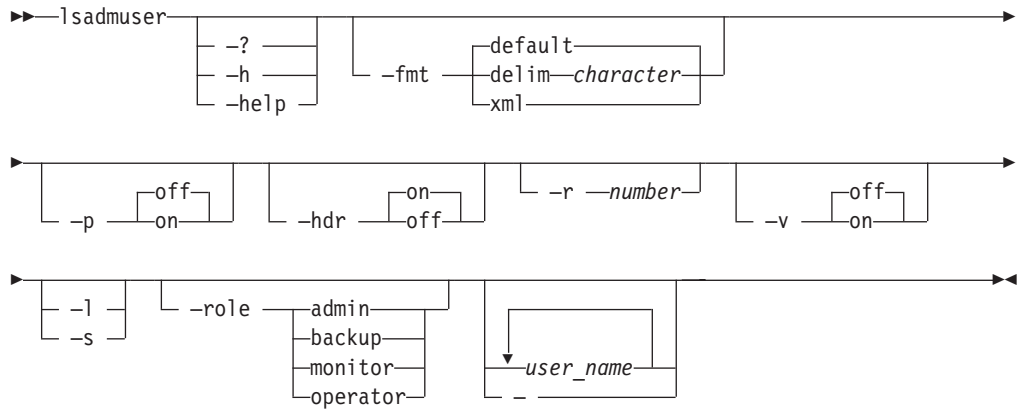 lsadmuser
–?
–h
–help
–fmt default
delim character
xml
–p off
on
–hdr on
off
–r number
–v off
on
–l
–s
–role admin
backup
monitor
operator
user_name
–